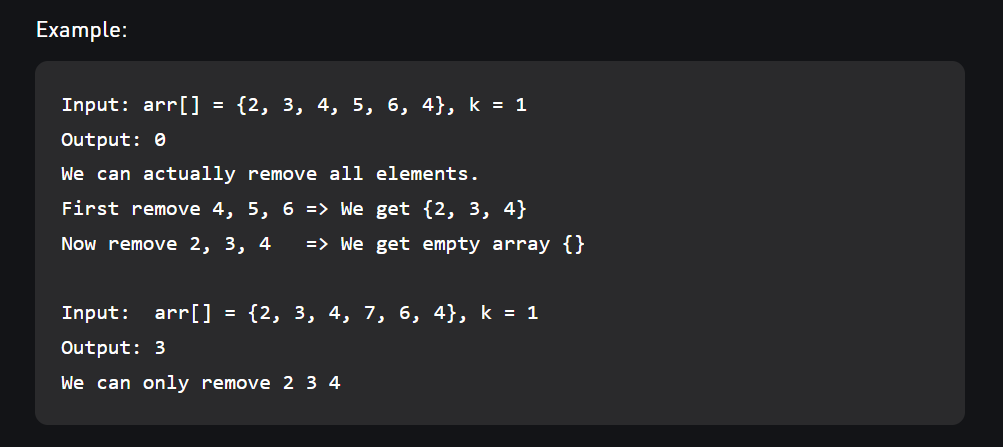 Example:
Input: arr[] = {2, 3, 4, 5, 6, 4}, k = 1
Output: 0
We can actually remove all elements.
First remove 4, 5, 6 => We get {2, 3, 4}
Now remove 2, 3, 4   => We get empty array {}
Input:  arr[] = {2, 3, 4, 7, 6, 4}, k = 1
Output: 3
We can only remove 2 3 4